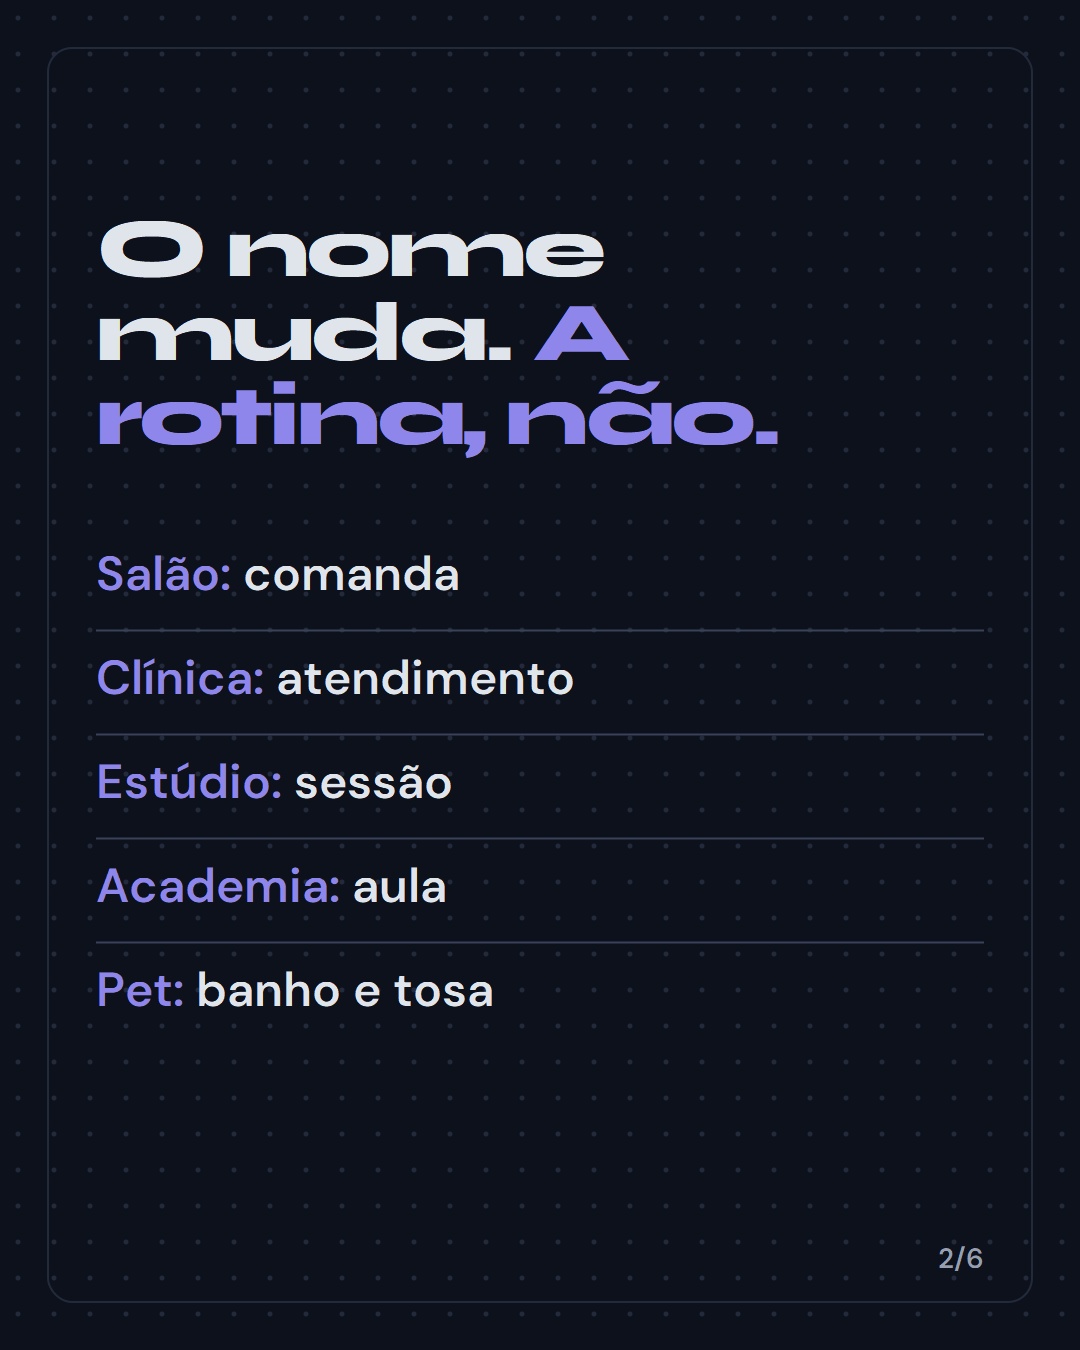 O nome
muda. A
rotina, não.
Salão: comanda
Clínica: atendimento
Estúdio: sessão
Academia: aula
Pet: banho e tosa
2/6